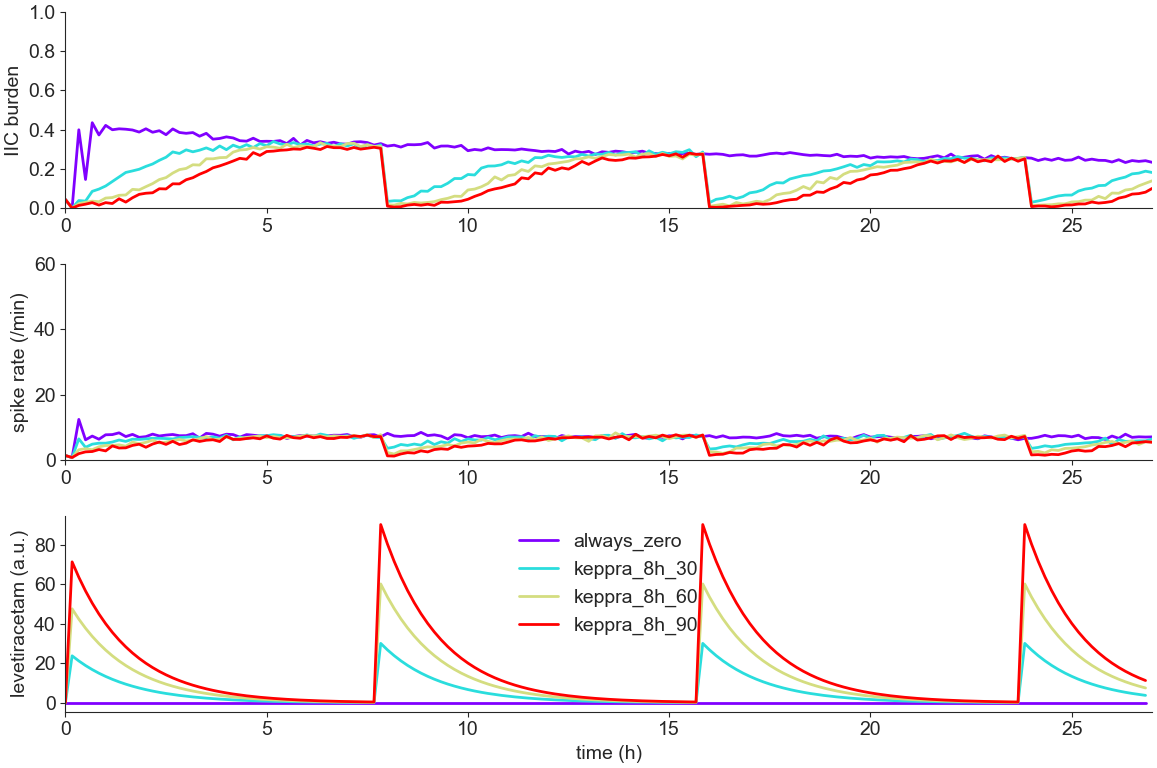 IIC burden
1.0
0.8
0.6
0.4
0.2
0.0
0 5 10 15 20 25
spike rate (/min)
60
40
20
0
0 5 10 15 20 25
levetiracetam (a.u.)
80
60
40
20
0
always_zero
keppra_8h_30
keppra_8h_60
keppra_8h_90
0 5 10 15 20 25
time (h)